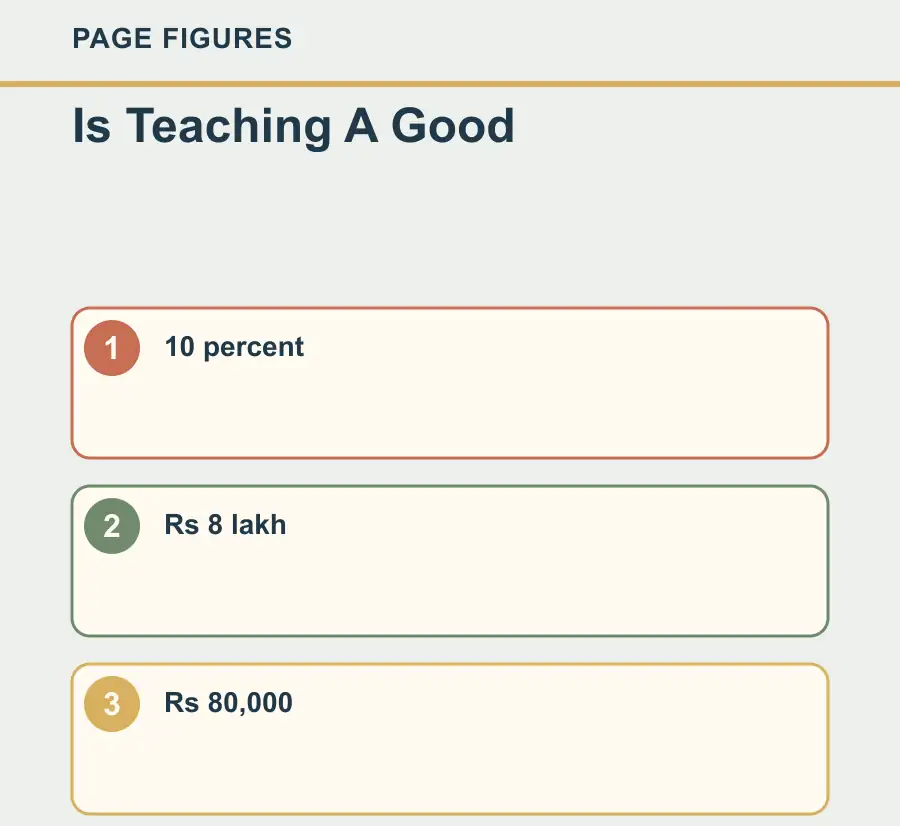 PAGE FIGURES
Is Teaching A Good
1
10 percent
2
Rs 8 lakh
3
Rs 80,000